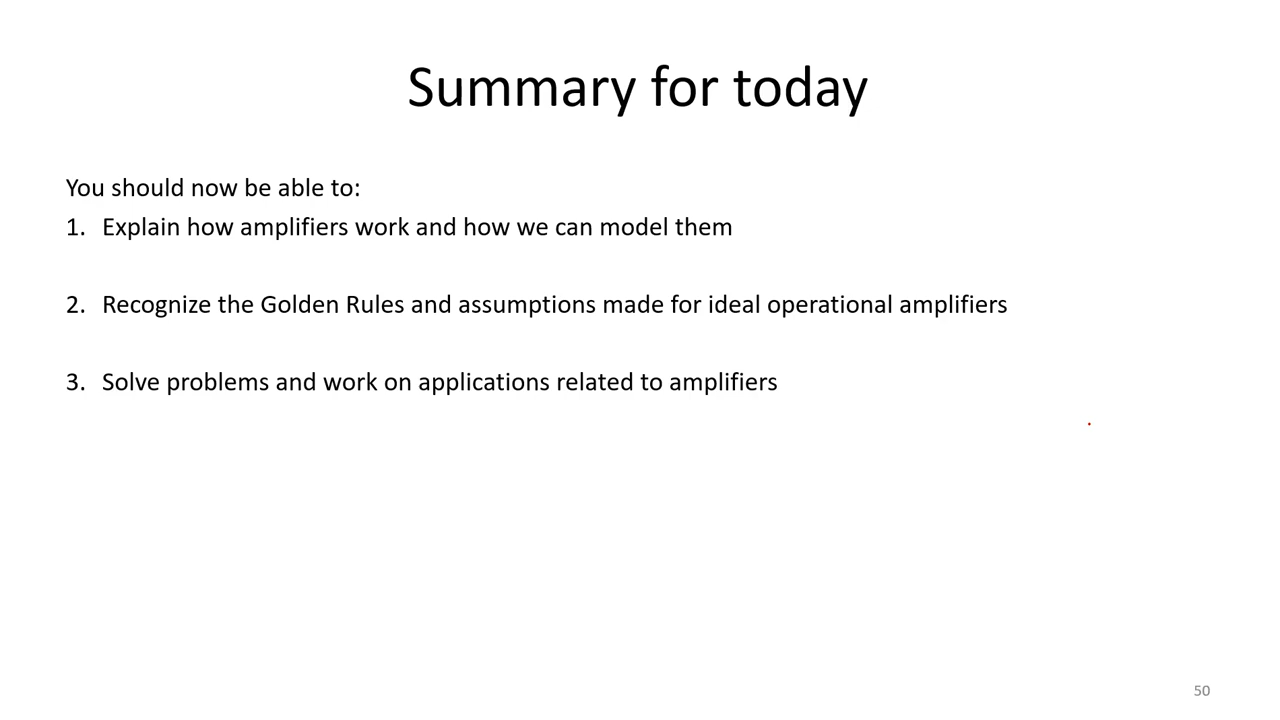 Summary for today
You should now be able to:
1. Explain how amplifiers work and how we can model them
2. Recognize the Golden Rules and assumptions made for ideal operational amplifiers
3. Solve problems and work on applications related to amplifiers
50